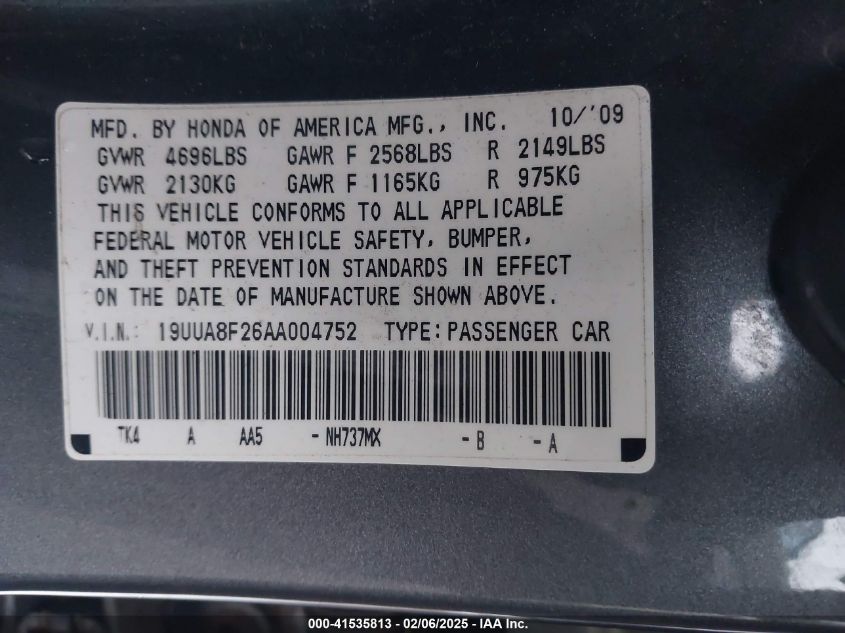 MFD. BY HONDA OF AMERICA MFG., INC. 10/'09
GVWR 4696LBS GAWR F 2568LBS R 2149LBS
GVWR 2130KG GAWR F 1165KG R 975KG
THIS VEHICLE CONFORMS TO ALL APPLICABLE
FEDERAL MOTOR VEHICLE SAFETY, BUMPER,
AND THEFT PREVENTION STANDARDS IN EFFECT
ON THE DATE OF MANUFACTURE SHOWN ABOVE.
V.I.N.: 19UUA8F26AA004752 TYPE: PASSENGER CAR
TK4 A AA5 -NH737MX -B -A
000-41535813 - 02/06/2025 - IAAI Inc.